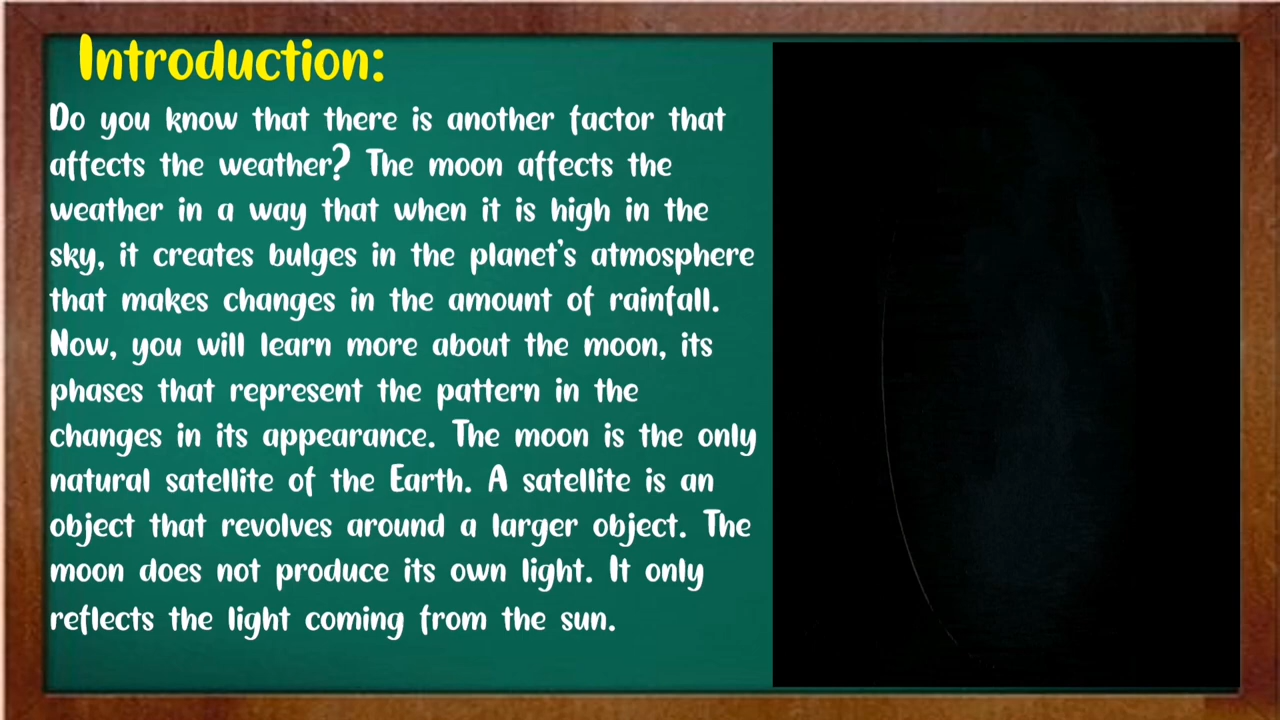 Introduction:
Do you know that there is another factor that
affects the weather? The moon affects the
weather in a way that when it is high in the
sky, it creates bulges in the planet's atmosphere
that makes changes in the amount of rainfall.
Now, you will learn more about the moon, its
phases that represent the pattern in the
changes in its appearance. The moon is the only
natural satellite of the Earth. A satellite is an
object that revolves around a larger object. The
moon does not produce its own light. It only
reflects the light coming from the sun.